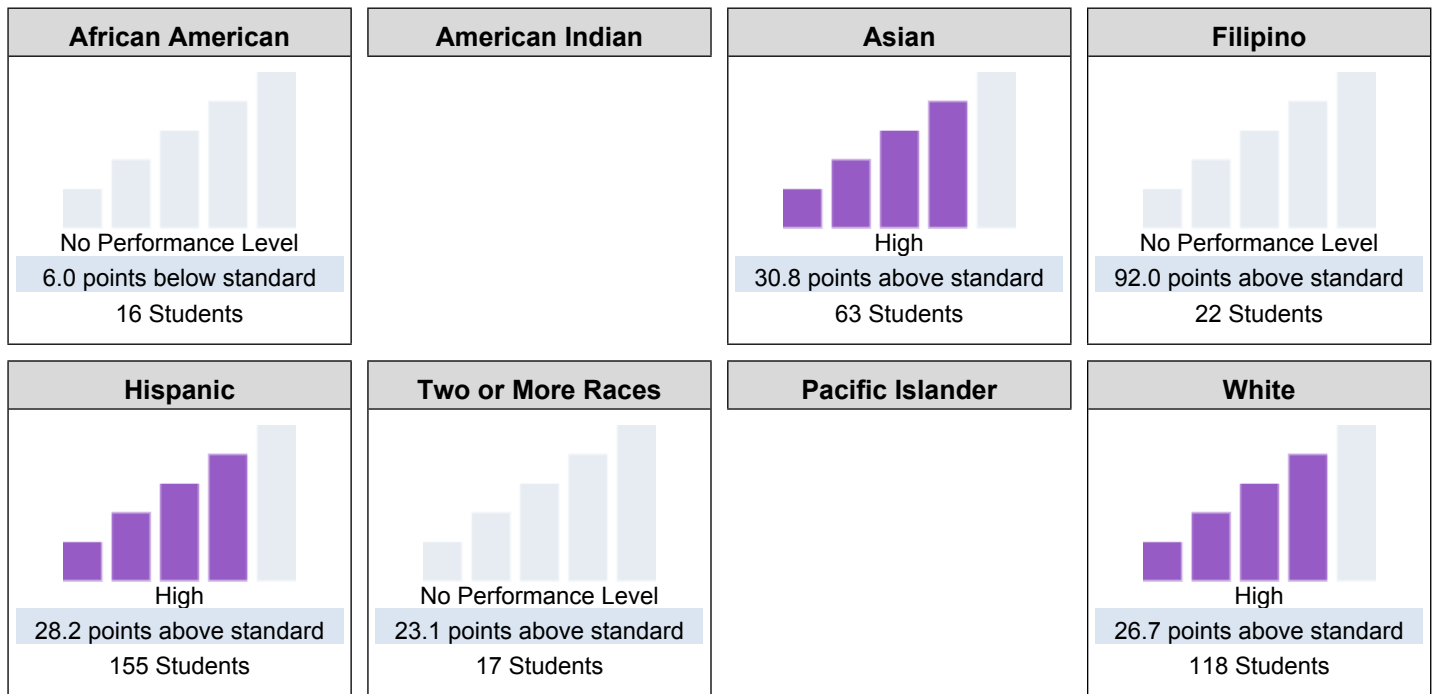 African American
American Indian
Asian
Filipino
No Performance Level
6.0 points below standard
16 Students
High
30.8 points above standard
63 Students
No Performance Level
92.0 points above standard
22 Students
Hispanic
Two or More Races
Pacific Islander
White
High
28.2 points above standard
155 Students
No Performance Level
23.1 points above standard
17 Students
High
26.7 points above standard
118 Students